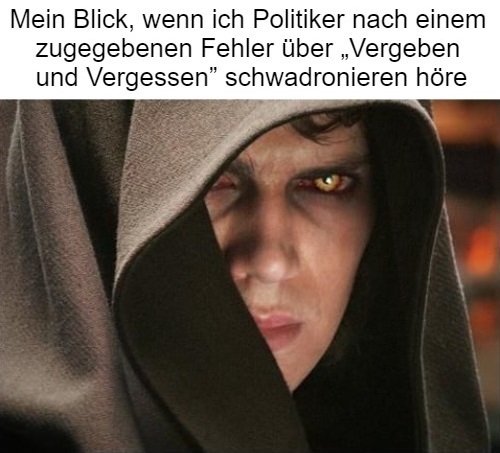 Mein Blick, wenn ich Politiker nach einem
zugegebenen Fehler über „Vergeben
und Vergessen” schwadronieren höre